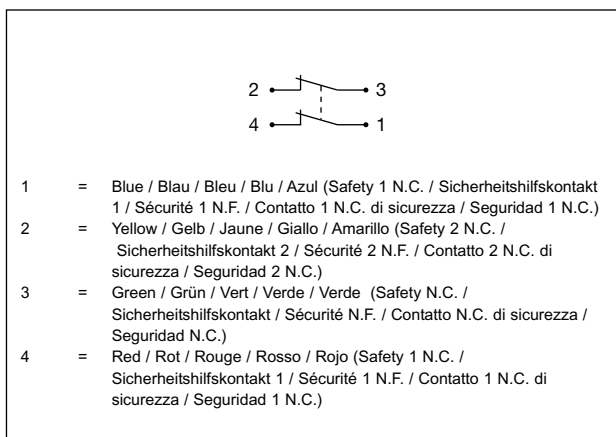 2 3
4 1
1 = Blue / Blau / Bleu / Blu / Azul (Safety 1 N.C. / Sicherheitshilfskontakt
1 / Sécurité 1 N.F. / Contatto 1 N.C. di sicurezza / Seguridad 1 N.C.)
2 = Yellow / Gelb / Jaune / Giallo / Amarillo (Safety 2 N.C. /
Sicherheitshilfskontakt 2 / Sécurité 2 N.F. / Contatto 2 N.C. di
sicurezza / Seguridad 2 N.C.)
3 = Green / Grün / Vert / Verde / Verde (Safety N.C. /
Sicherheitshilfskontakt / Sécurité N.F. / Contatto N.C. di sicurezza /
Seguridad N.C.)
4 = Red / Rot / Rouge / Rosso / Rojo (Safety 1 N.C. /
Sicherheitshilfskontakt 1 / Sécurité 1 N.F. / Contatto 1 N.C. di
sicurezza / Seguridad 1 N.C.)